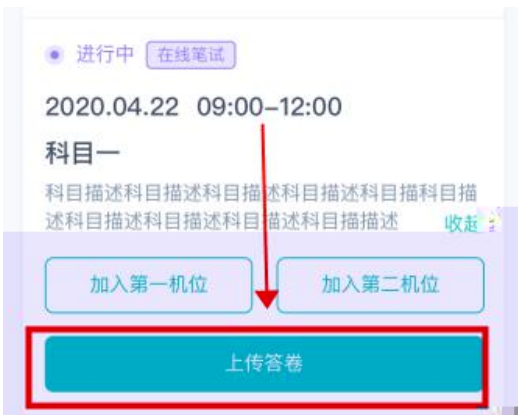 进行中 在线笔试
2020.04.22 09:00-12:00
科目一
科目描述科目描述科目描述科目描述科目描科目描
述科目描述科目描述科目描述科目描描述 收起
加入第一机位 加入第二机位
上传答卷